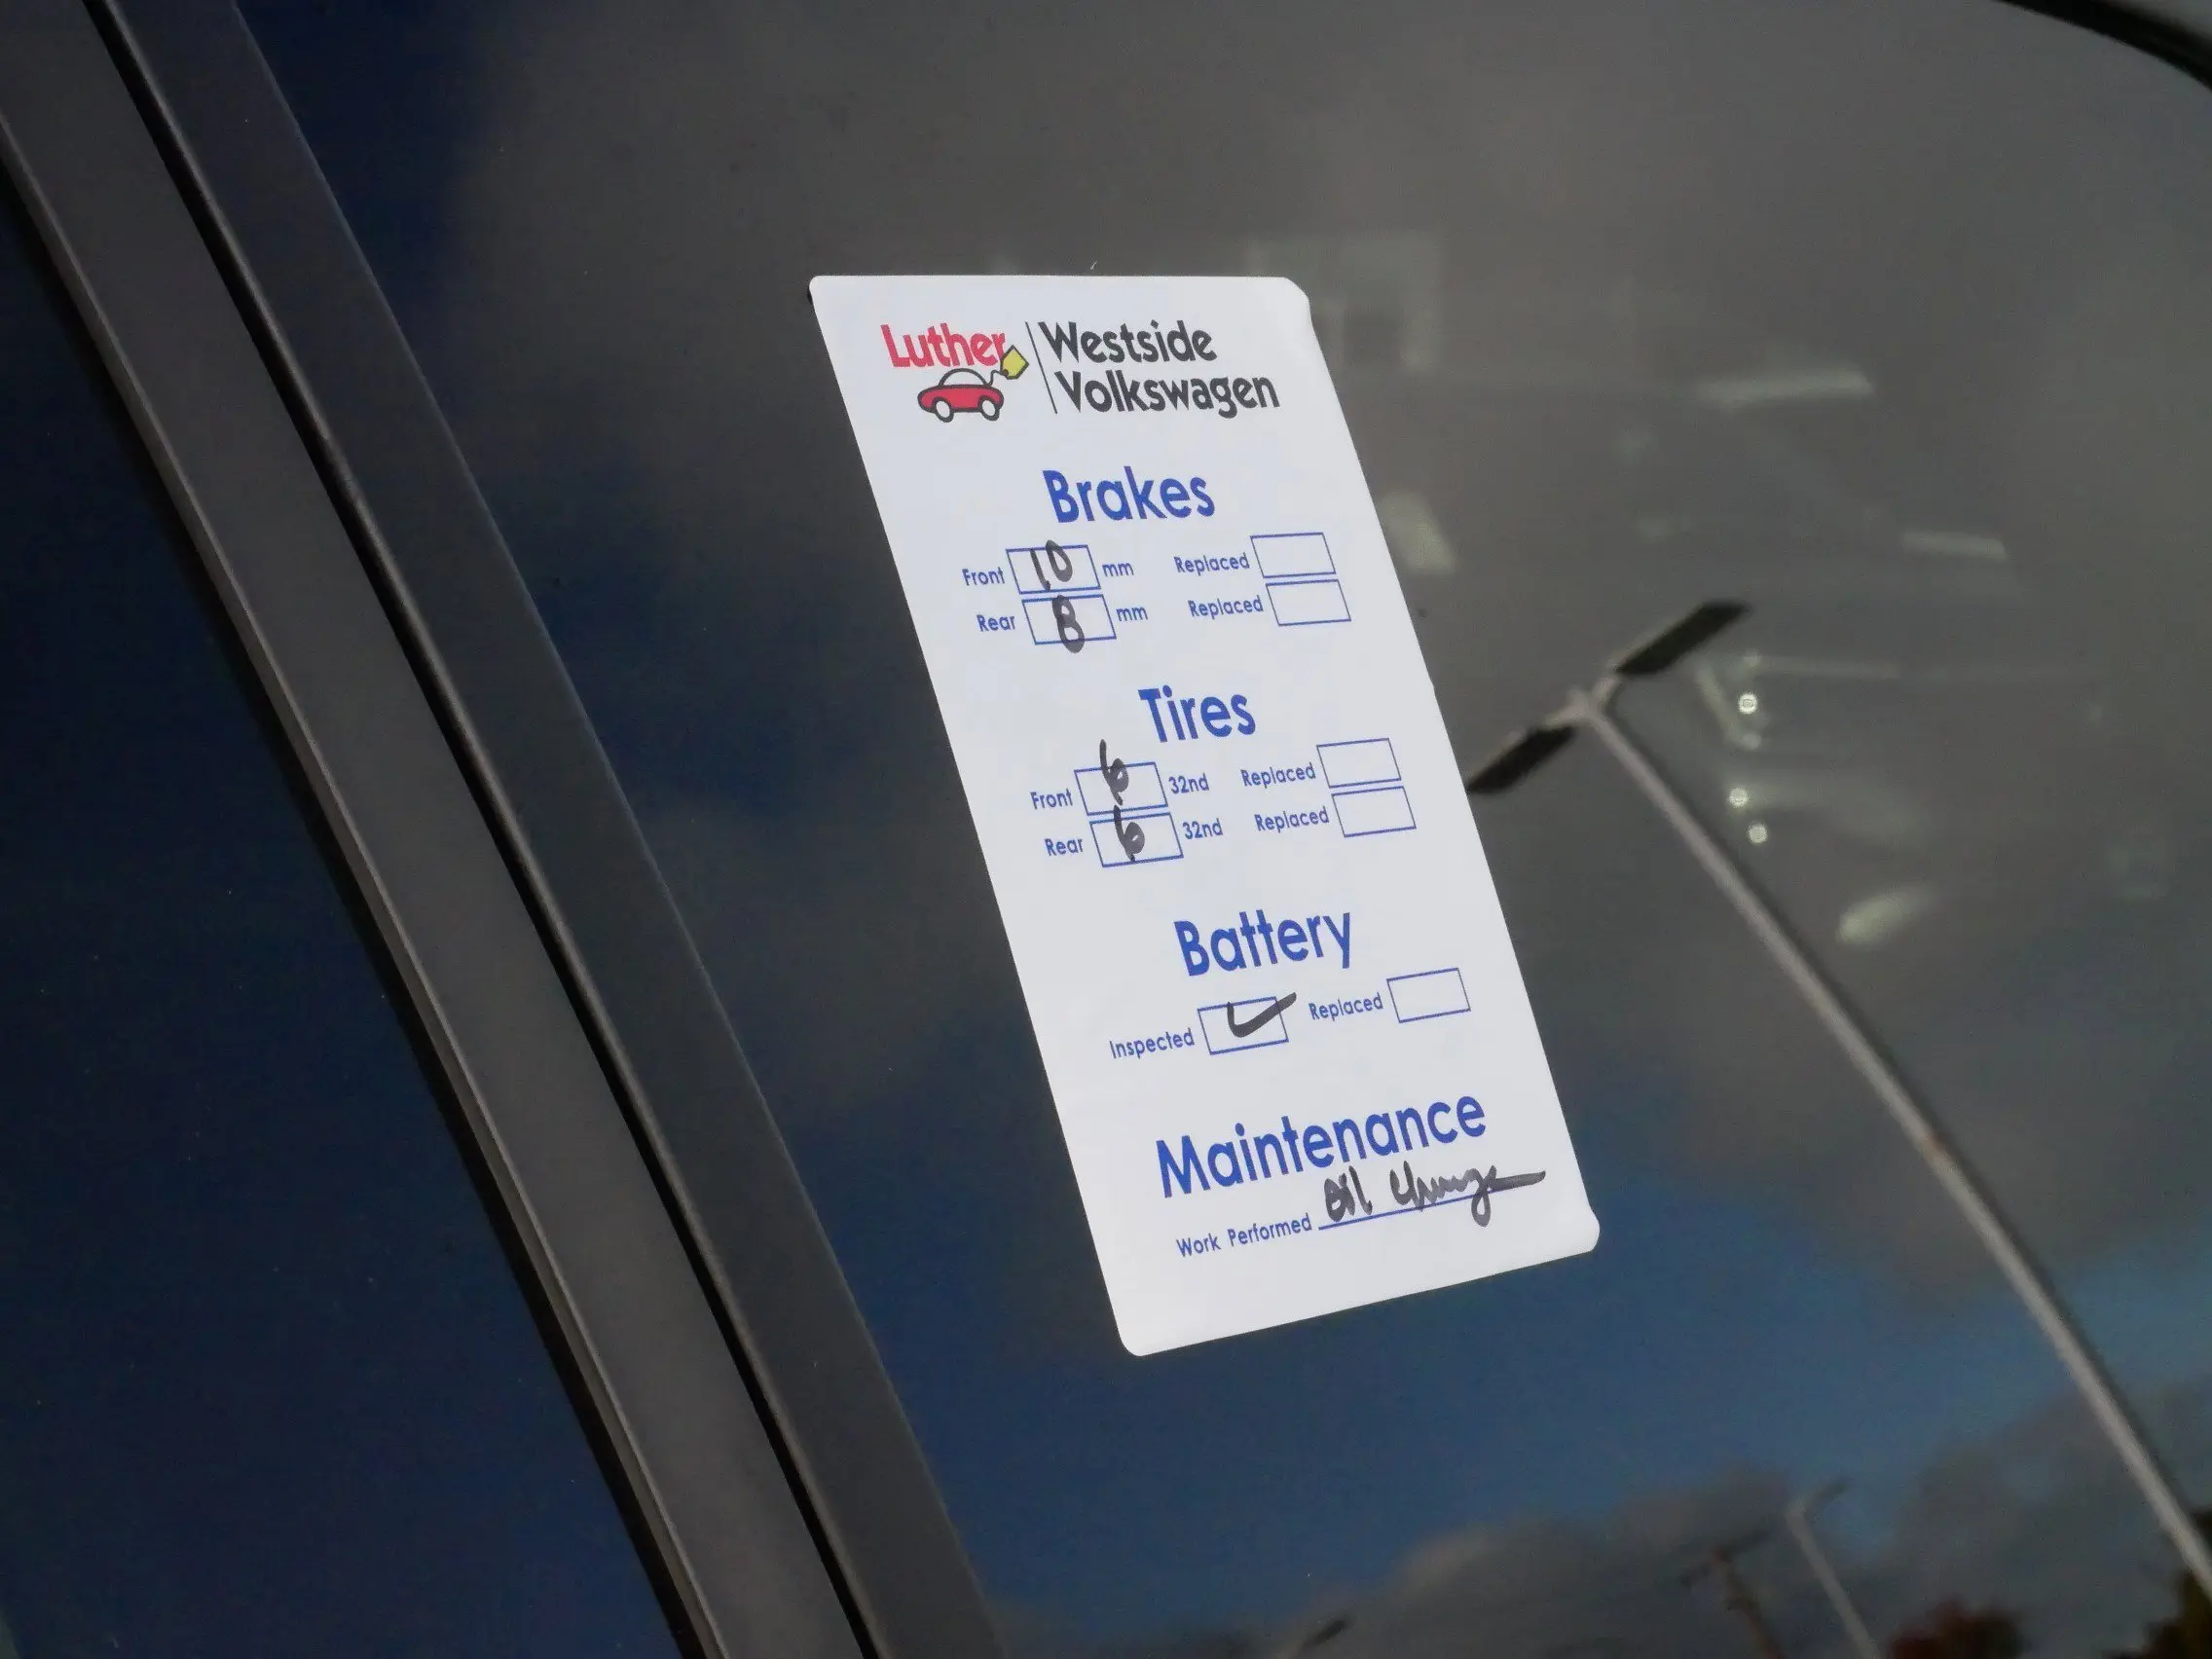 Luther Westside
Volkswagen
Brakes
Front 10 mm Replaced
Rear 8 mm Replaced
Tires
Front 6 32nd Replaced
Rear 6 32nd Replaced
Battery
Inspected ✓ Replaced
Maintenance
Work Performed Oil Change